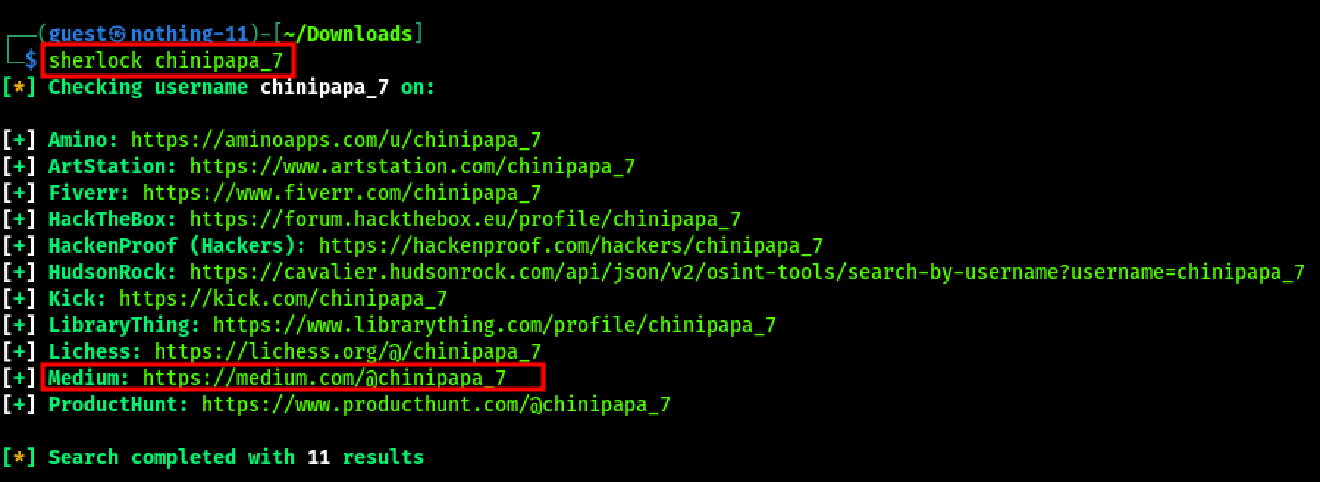 (guest㉿nothing-11)-[~/Downloads]
$ sherlock chinipapa_7
[*] Checking username chinipapa_7 on:
[+] Amino: https://aminoapps.com/u/chinipapa_7
[+] ArtStation: https://www.artstation.com/chinipapa_7
[+] Fiverr: https://www.fiverr.com/chinipapa_7
[+] HackTheBox: https://forum.hackthebox.eu/profile/chinipapa_7
[+] HackenProof (Hackers): https://hackenproof.com/hackers/chinipapa_7
[+] HudsonRock: https://cavalier.hudsonrock.com/api/json/v2/osint-tools/search-by-username?username=chinipapa_7
[+] Kick: https://kick.com/chinipapa_7
[+] LibraryThing: https://www.librarything.com/profile/chinipapa_7
[+] Lichess: https://lichess.org/@/chinipapa_7
[+] Medium: https://medium.com/@chinipapa_7
[+] ProductHunt: https://www.producthunt.com/@chinipapa_7
[*] Search completed with 11 results